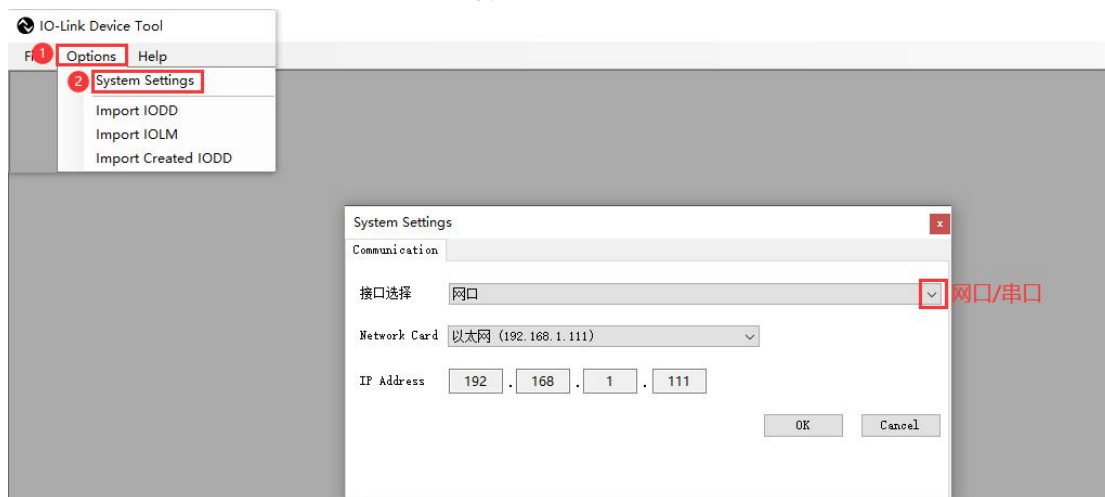 IO-Link Device Tool
1 Options Help
2 System Settings
Import IODD
Import IOLM
Import Created IODD
System Settings x
Communication
接口选择 网口 网口/串口
Network Card 以太网 (192.168.1.111)
IP Address 192 . 168 . 1 . 111
OK Cancel